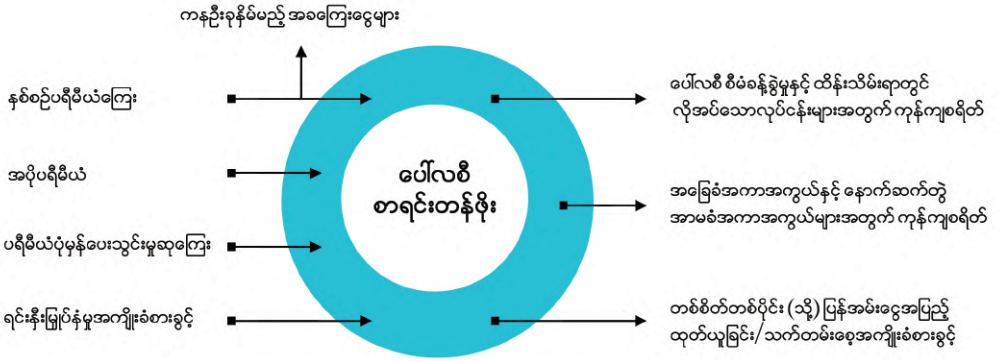 ကနဦးခုနှိမ်မည့် အခကြေးငွေများ
နှစ်စဉ်ပရီမီယံကြေး
အပိုပရီမီယံ
ပရီမီယံပုံမှန်ပေးသွင်းမှုဆုကြေး
ရင်းနှီးမြှုပ်နှံမှုအကျိုးခံစားခွင့်
ပေါ်လစီ
စာရင်းတန်ဖိုး
ပေါ်လစီ စီမံခန့်ခွဲမှုနှင့် ထိန်းသိမ်းရာတွင်
လိုအပ်သောလုပ်ငန်းများအတွက် ကုန်ကျစရိတ်
အခြေခံအကာအကွယ်နှင့် နောက်ဆက်တွဲ
အာမခံအကာအကွယ်များအတွက် ကုန်ကျစရိတ်
တစ်စိတ်တစ်ပိုင်း (သို့) ပြန်အမ်းငွေအပြည့်
ထုတ်ယူခြင်း/ သက်တမ်းစေ့အကျိုးခံစားခွင့်